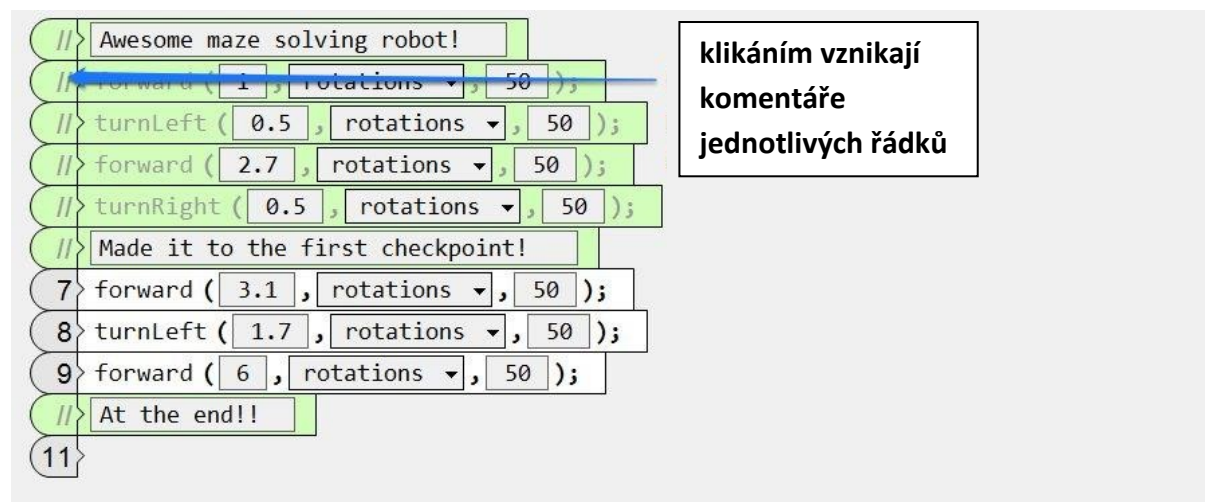 // Awesome maze solving robot!
// forward ( 1 , rotations , 50 );
// turnLeft ( 0.5 , rotations , 50 );
// forward ( 2.7 , rotations , 50 );
// turnRight ( 0.5 , rotations , 50 );
// Made it to the first checkpoint!
7 forward ( 3.1 , rotations , 50 );
8 turnLeft ( 1.7 , rotations , 50 );
9 forward ( 6 , rotations , 50 );
// At the end!!
11
klikáním vznikají
komentáře
jednotlivých řádků